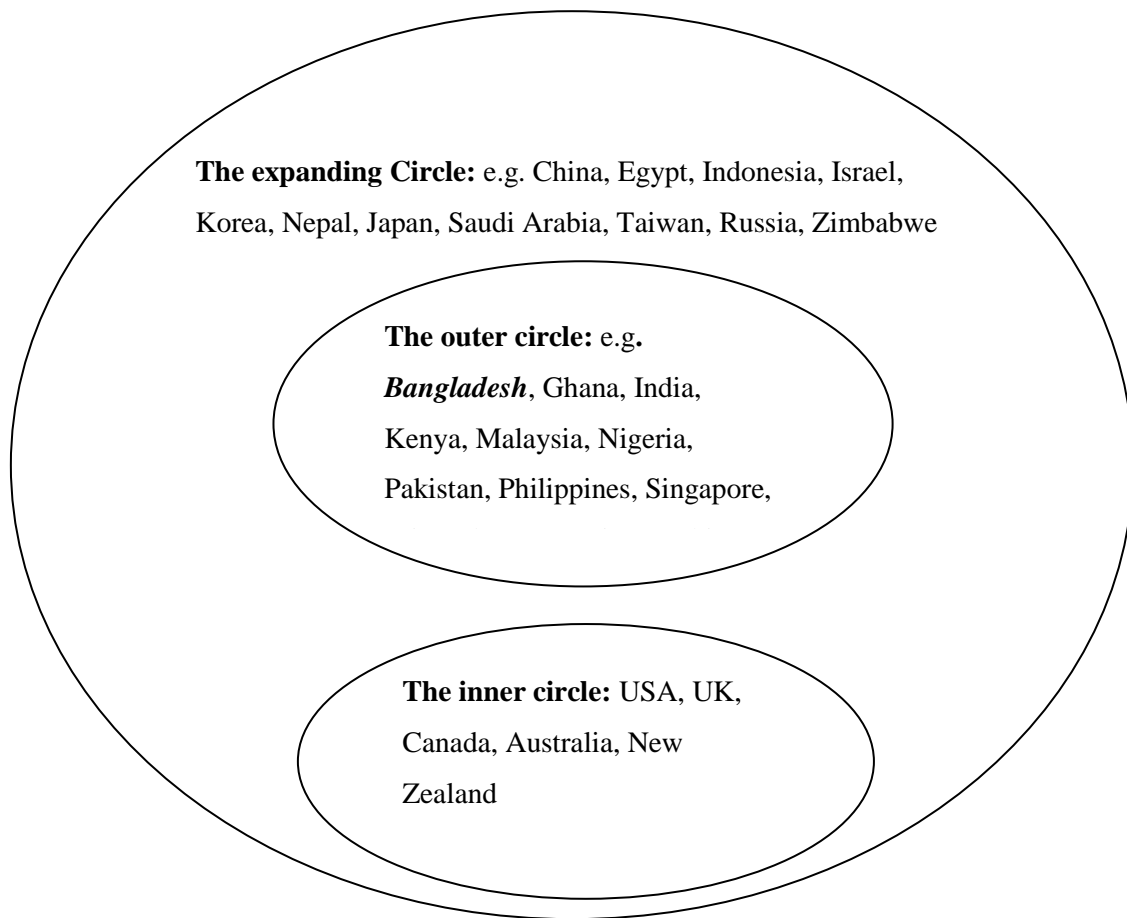 The expanding Circle: e.g. China, Egypt, Indonesia, Israel,
Korea, Nepal, Japan, Saudi Arabia, Taiwan, Russia, Zimbabwe
The outer circle: e.g.
Bangladesh, Ghana, India,
Kenya, Malaysia, Nigeria,
Pakistan, Philippines, Singapore,
The inner circle: USA, UK,
Canada, Australia, New
Zealand